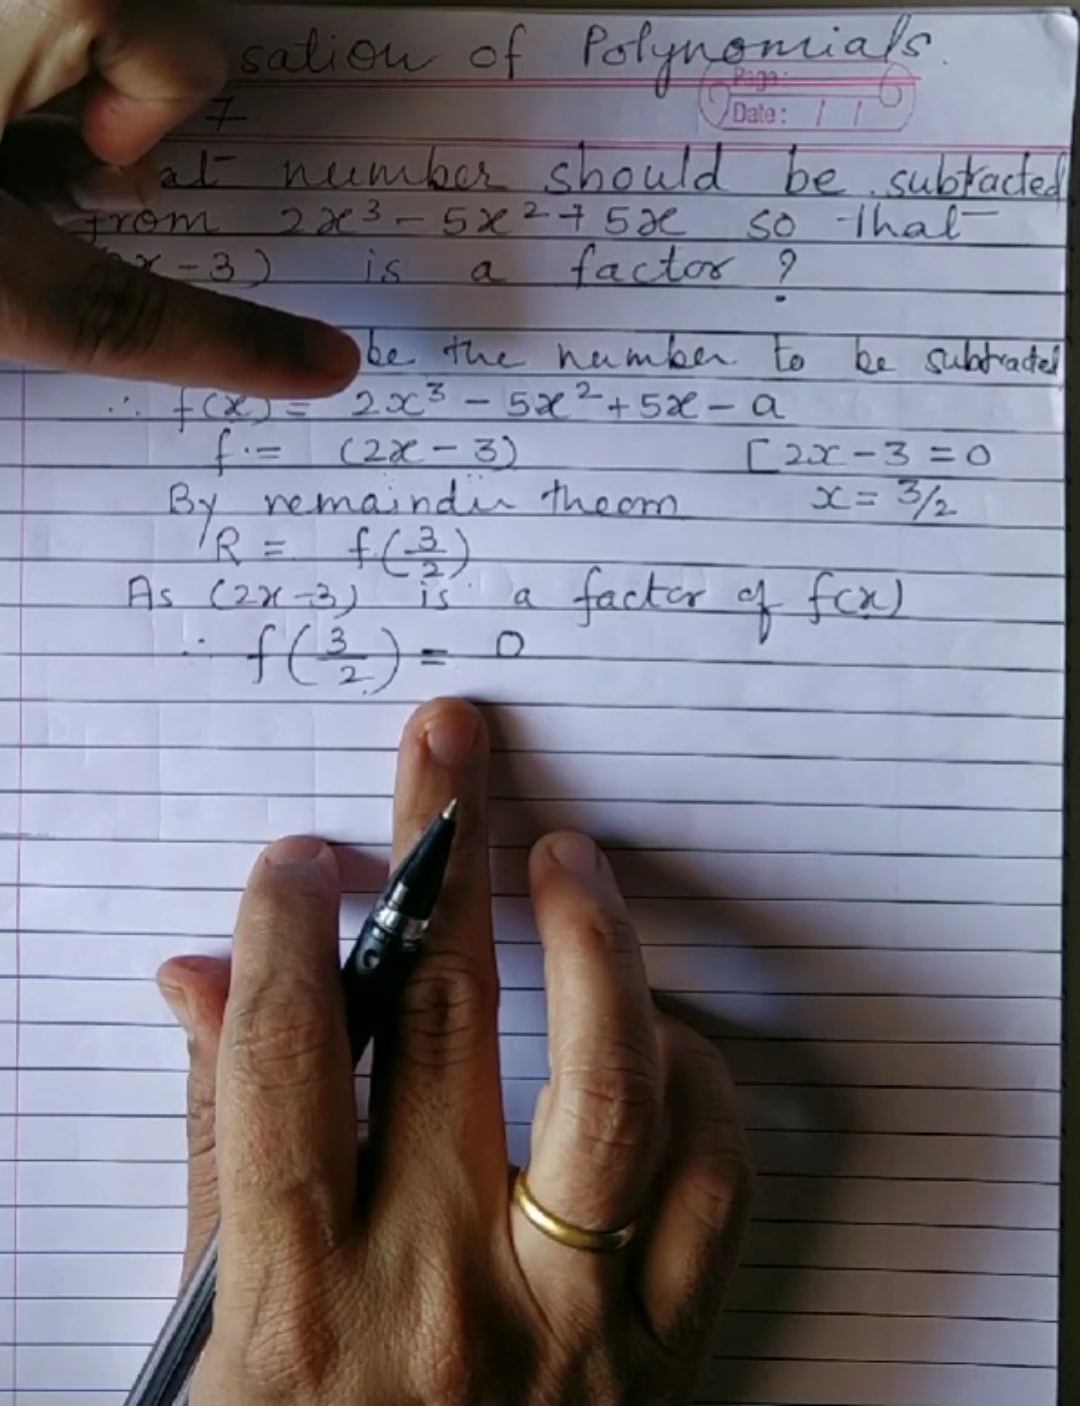 sation of Polynomials.
Page:
7
Date: / /
at number should be subtracted
from 2x³ - 5x² + 5x so that
x - 3) is a factor ?
be the number to be subtracted
∴ f(x) = 2x³ - 5x² + 5x - a
f = (2x - 3) [2x - 3 = 0
By remainder theorm x = 3/2
R = f(3/2)
As (2x - 3) is a factor of f(x)
∴ f(3/2) = 0